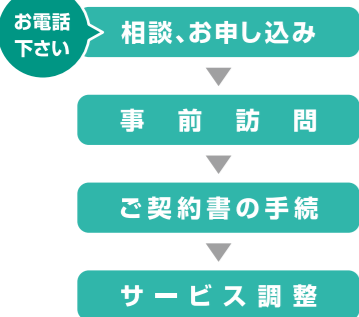 お電話
下さい
相談、お申し込み
事前訪問
ご契約書の手続
サービス調整